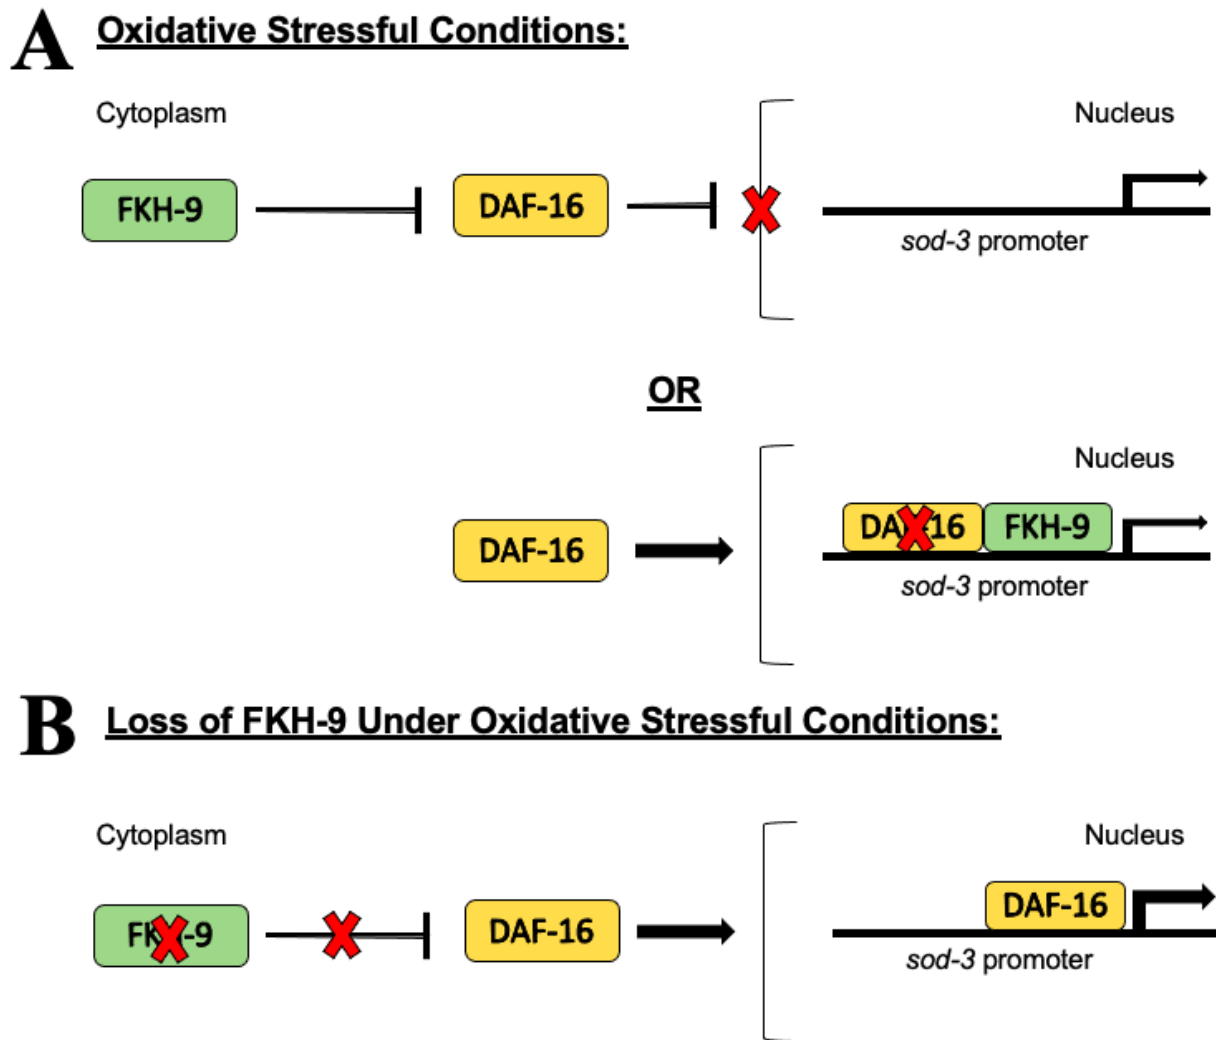 A Oxidative Stressful Conditions:
Cytoplasm Nucleus
FKH-9 DAF-16
sod-3 promoter
OR
Nucleus
DAF-16 DAF-16 FKH-9
sod-3 promoter
B Loss of FKH-9 Under Oxidative Stressful Conditions:
Cytoplasm Nucleus
FKH-9 DAF-16 DAF-16
sod-3 promoter